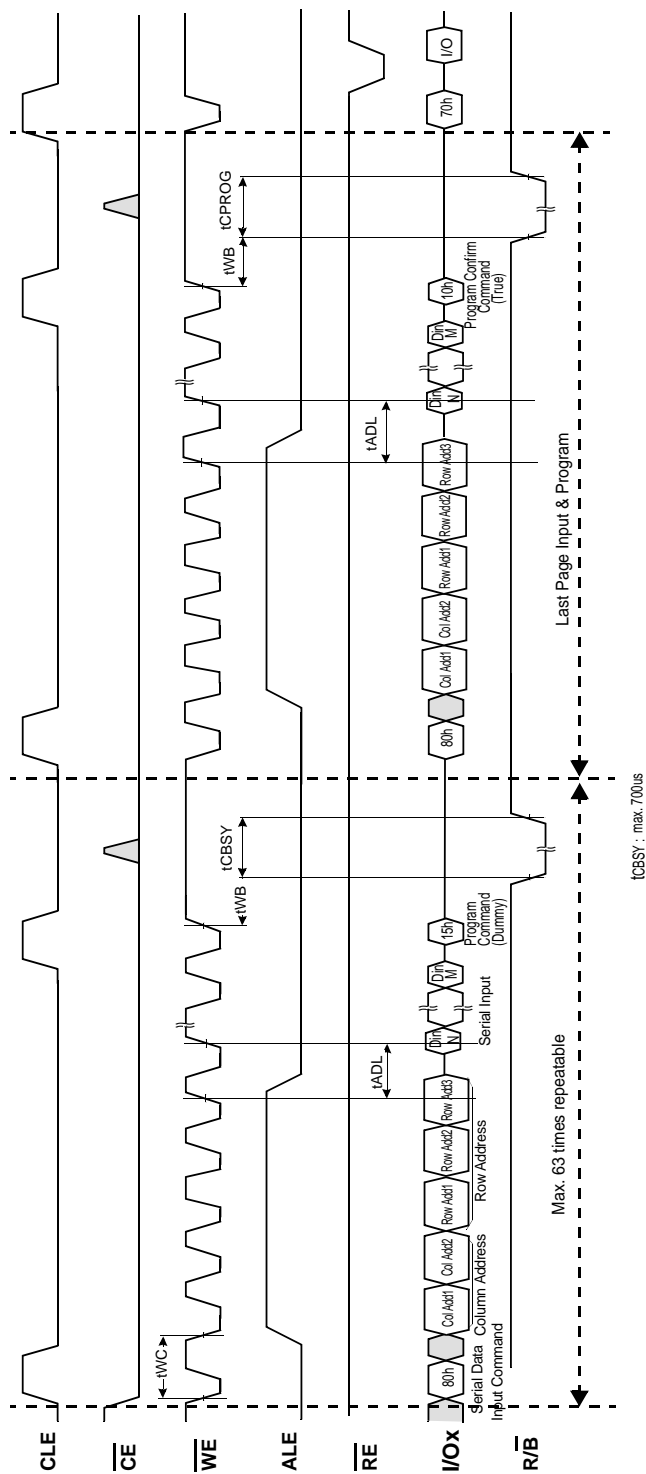 CLE
CE
WE
ALE
RE
I/Ox
R/B
tWC
tADL
tWB
tCBSY
tADL
tWB
tCPROG
80h
Col Add1
Col Add2
Row Add1
Row Add2
Row Add3
Din
N
Din
M
15h
80h
Col Add1
Col Add2
Row Add1
Row Add2
Row Add3
Din
N
Din
M
10h
70h
I/O
Serial Data
Input Command
Column Address
Row Address
Serial Input
Program
Command
(Dummy)
Program Confirm
Command
(True)
Max. 63 times repeatable
Last Page Input & Program
tCBSY : max. 700us